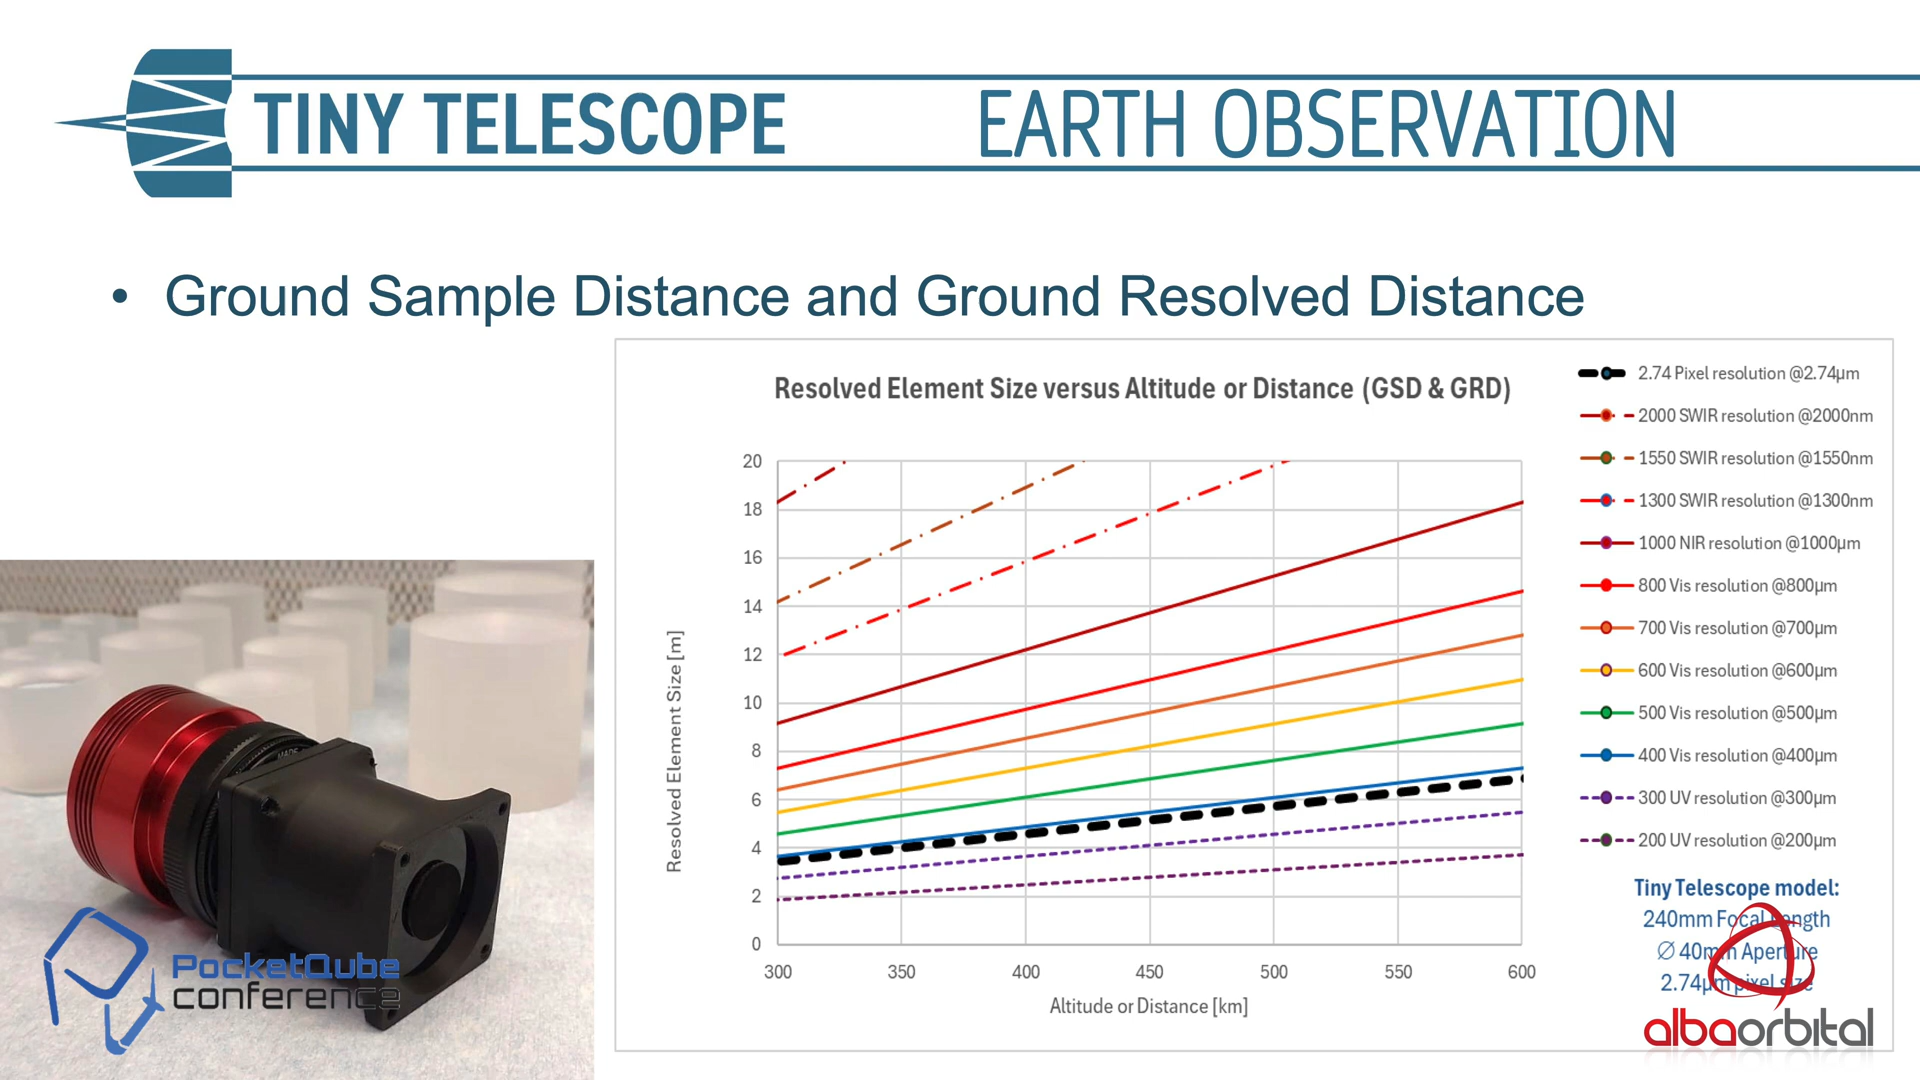 TINY TELESCOPE
EARTH OBSERVATION
• Ground Sample Distance and Ground Resolved Distance
Resolved Element Size versus Altitude or Distance (GSD & GRD)
Resolved Element Size [m]
20
18
16
14
12
10
8
6
4
2
0
300 350 400 450 500 550 600
Altitude or Distance [km]
2.74 Pixel resolution @2.74µm
2000 SWIR resolution @2000nm
1550 SWIR resolution @1550nm
1300 SWIR resolution @1300nm
1000 NIR resolution @1000µm
800 Vis resolution @800µm
700 Vis resolution @700µm
600 Vis resolution @600µm
500 Vis resolution @500µm
400 Vis resolution @400µm
300 UV resolution @300µm
200 UV resolution @200µm
Tiny Telescope model:
240mm Focal Length
∅ 40mm Aperture
2.74µm pixel size
albaorbital
MADE
PocketQube
conference